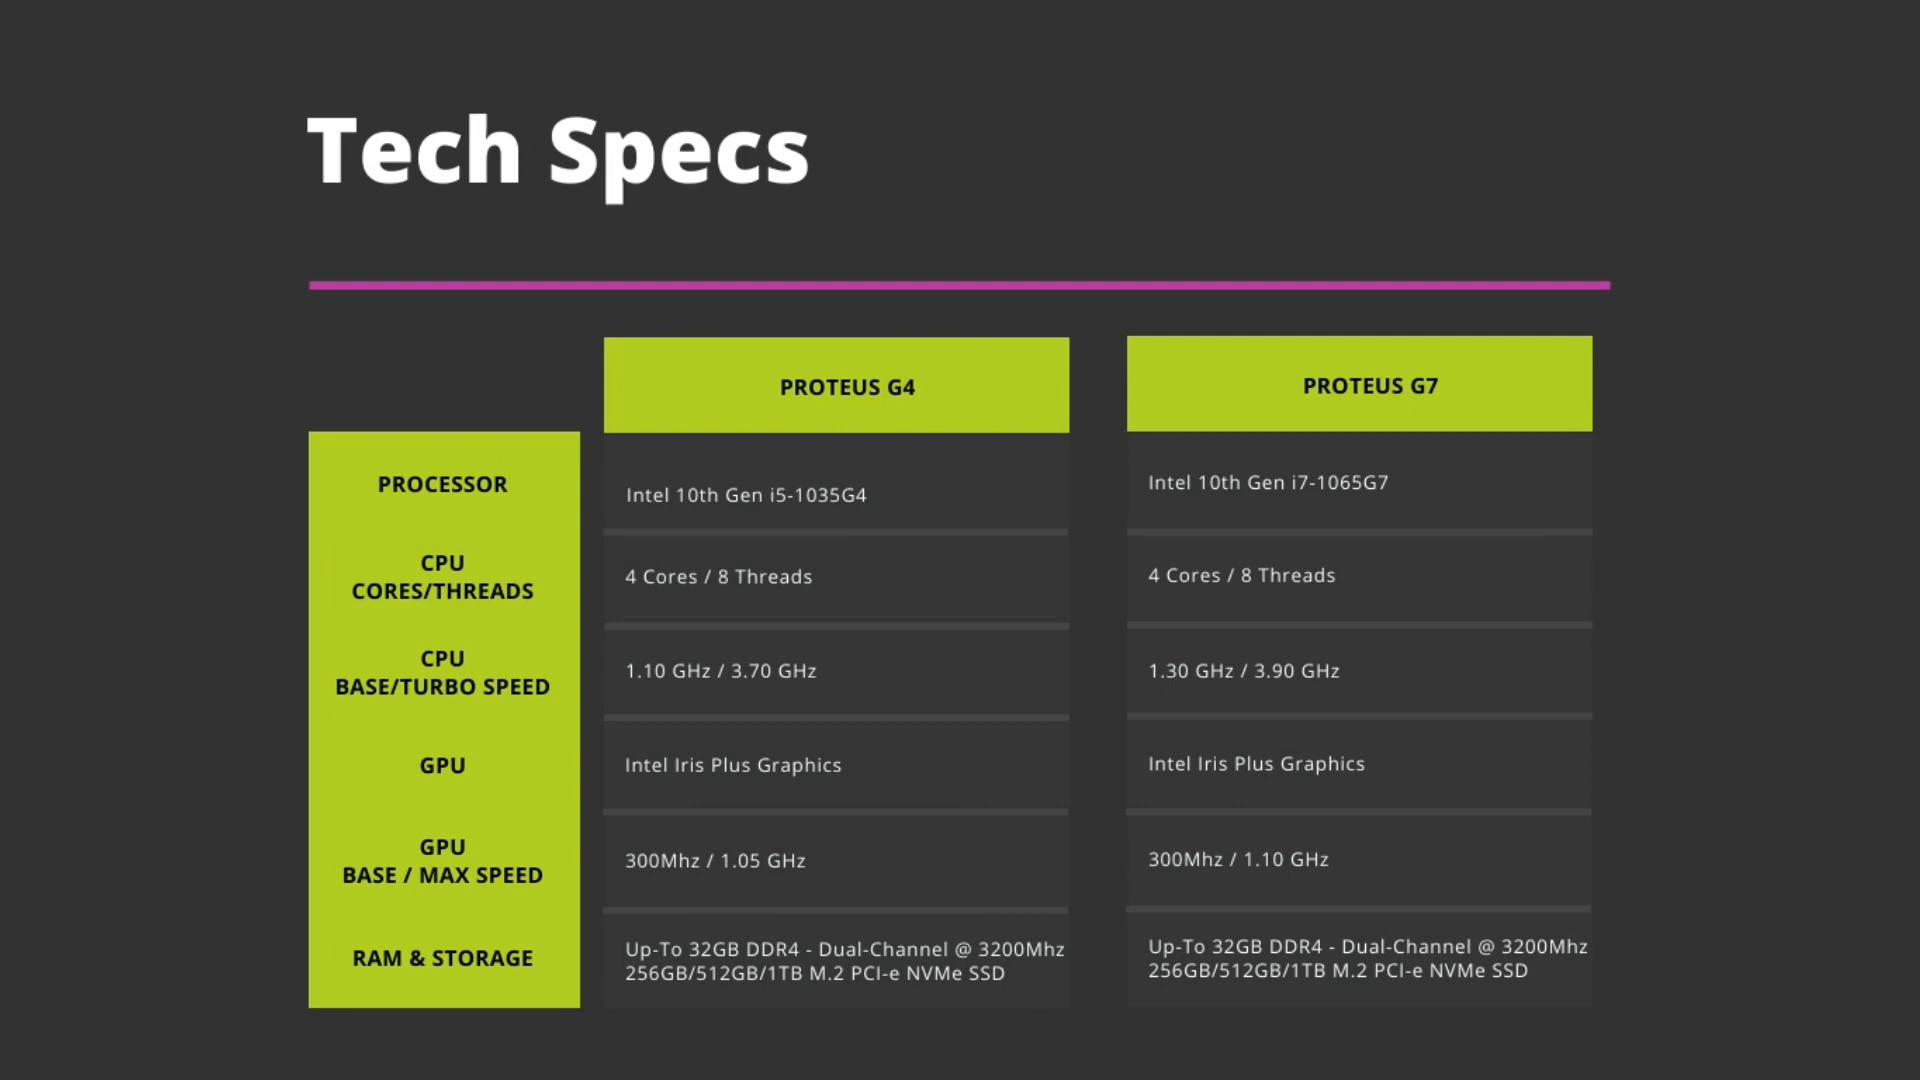 Tech Specs
PROTEUS G4
PROTEUS G7
PROCESSOR
Intel 10th Gen i5-1035G4
Intel 10th Gen i7-1065G7
CPU
CORES/THREADS
4 Cores / 8 Threads
4 Cores / 8 Threads
CPU
BASE/TURBO SPEED
1.10 GHz / 3.70 GHz
1.30 GHz / 3.90 GHz
GPU
Intel Iris Plus Graphics
Intel Iris Plus Graphics
GPU
BASE / MAX SPEED
300Mhz / 1.05 GHz
300Mhz / 1.10 GHz
RAM & STORAGE
Up-To 32GB DDR4 - Dual-Channel @ 3200Mhz
256GB/512GB/1TB M.2 PCI-e NVMe SSD
Up-To 32GB DDR4 - Dual-Channel @ 3200Mhz
256GB/512GB/1TB M.2 PCI-e NVMe SSD